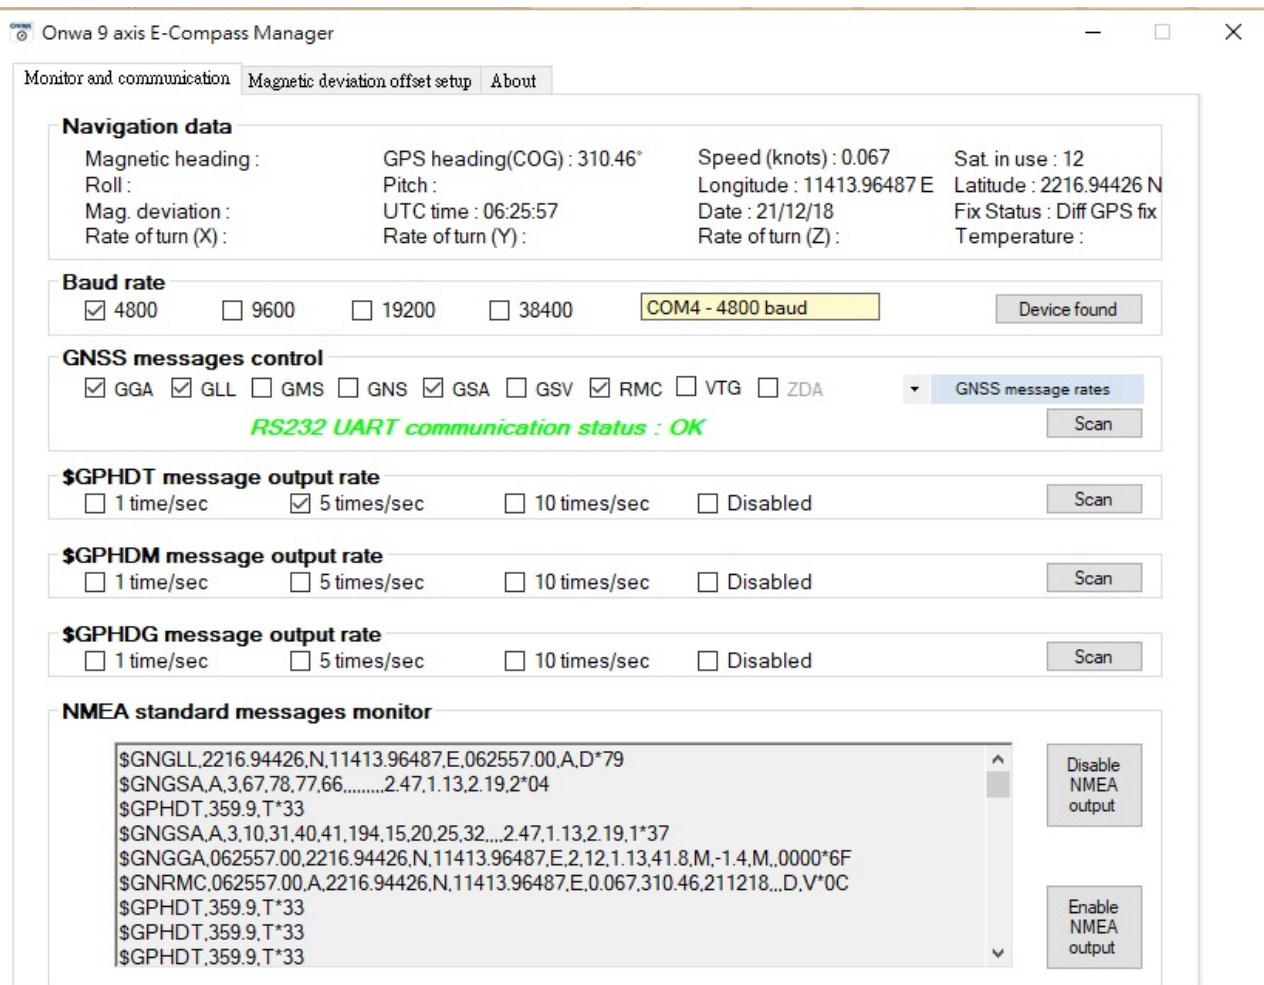 Onwa 9 axis E-Compass Manager
Monitor and communication Magnetic deviation offset setup About
Navigation data
Magnetic heading : GPS heading(COG) : 310.46° Speed (knots) : 0.067 Sat. in use : 12
Roll : Pitch : Longitude : 11413.96487 E Latitude : 2216.94426 N
Mag. deviation : UTC time : 06:25:57 Date : 21/12/18 Fix Status : Diff GPS fix
Rate of turn (X) : Rate of turn (Y) : Rate of turn (Z) : Temperature :
Baud rate
4800 9600 19200 38400 COM4 - 4800 baud Device found
GNSS messages control
GGA GLL GMS GNS GSA GSV RMC VTG ZDA GNSS message rates
RS232 UART communication status : OK Scan
$GPHDT message output rate
1 time/sec 5 times/sec 10 times/sec Disabled Scan
$GPHDM message output rate
1 time/sec 5 times/sec 10 times/sec Disabled Scan
$GPHDG message output rate
1 time/sec 5 times/sec 10 times/sec Disabled Scan
NMEA standard messages monitor
$GNGLL,2216.94426,N,11413.96487,E,062557.00,A,D*79
$GNGSA,A,3,67,78,77,66,,,,,,,,,2.47,1.13,2.19,2*04
$GPHDT,359.9,T*33
$GNGSA,A,3,10,31,40,41,194,15,20,25,32,,,,2.47,1.13,2.19,1*37
$GNGGA,062557.00,2216.94426,N,11413.96487,E,2,12,1.13,41.8,M,-1.4,M,,0000*6F
$GNRMC,062557.00,A,2216.94426,N,11413.96487,E,0.067,310.46,211218,,,D,V*0C
$GPHDT,359.9,T*33
$GPHDT,359.9,T*33
$GPHDT,359.9,T*33
Disable
NMEA
output
Enable
NMEA
output